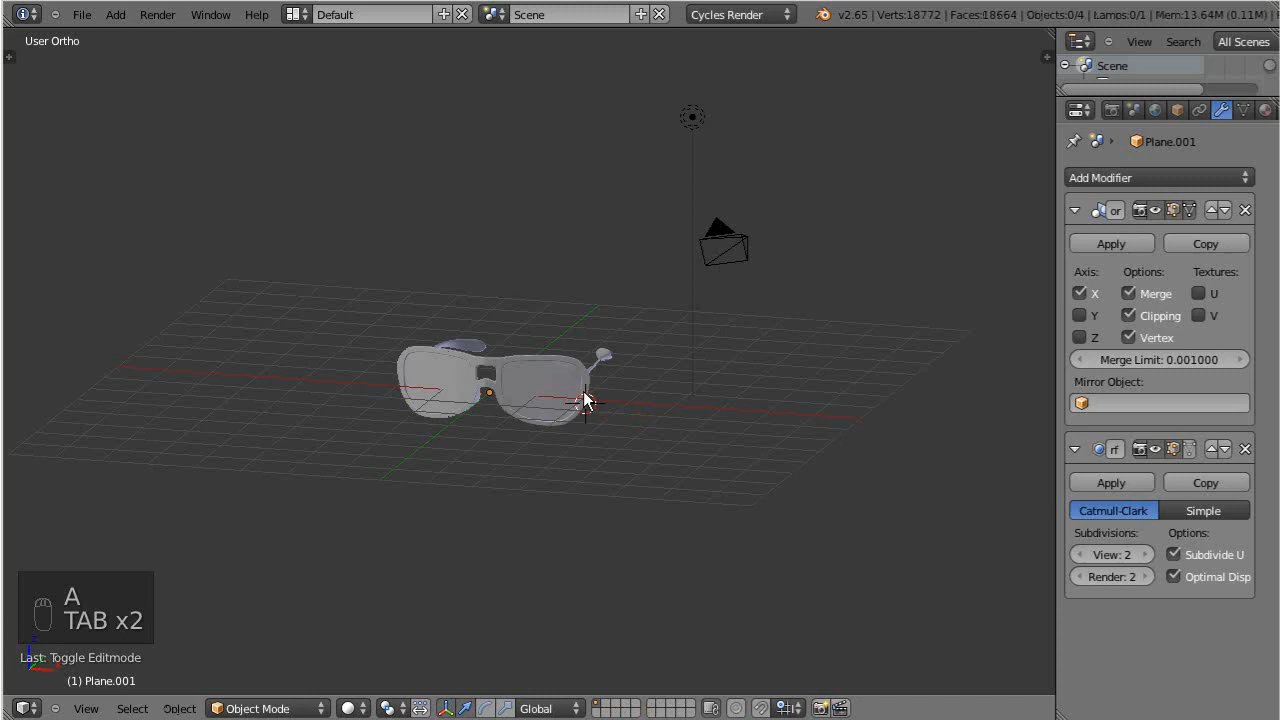 File Add Render Window Help Default Scene Cycles Render v2.65 | Verts:18772 | Faces:18664 | Objects:0/4 | Lamps:0/1 | Mem:13.64M (0.11M) |
User Ortho
View Search All Scenes
Scene
Plane.001
Add Modifier
or
Apply Copy
Axis: Options: Textures:
X Merge U
Y Clipping V
Z Vertex
Merge Limit: 0.001000
Mirror Object:
rf
Apply Copy
Catmull-Clark Simple
Subdivisions: Options:
View: 2 Subdivide U
Render: 2 Optimal Disp
A
TAB x2
Last: Toggle Editmode
(1) Plane.001
View Select Object Object Mode Global